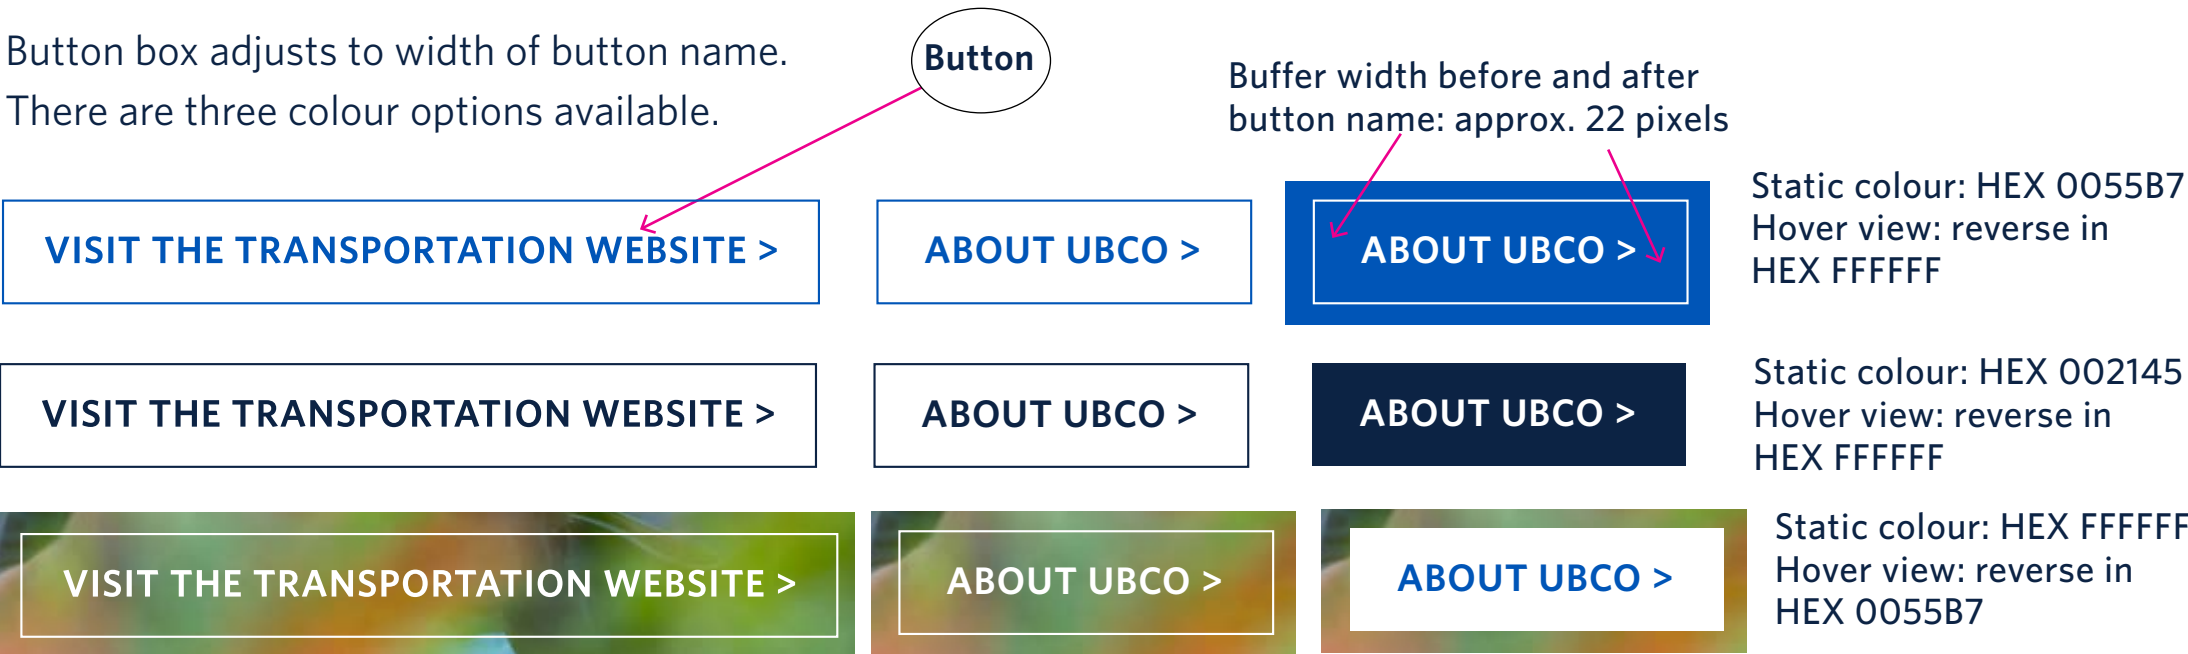 Button box adjusts to width of button name.
There are three colour options available.
Button
Buffer width before and after
button name: approx. 22 pixels
VISIT THE TRANSPORTATION WEBSITE >
ABOUT UBCO >
ABOUT UBCO >
Static colour: HEX 0055B7
Hover view: reverse in
HEX FFFFFF
VISIT THE TRANSPORTATION WEBSITE >
ABOUT UBCO >
ABOUT UBCO >
Static colour: HEX 002145
Hover view: reverse in
HEX FFFFFF
VISIT THE TRANSPORTATION WEBSITE >
ABOUT UBCO >
ABOUT UBCO >
Static colour: HEX FFFFFF
Hover view: reverse in
HEX 0055B7